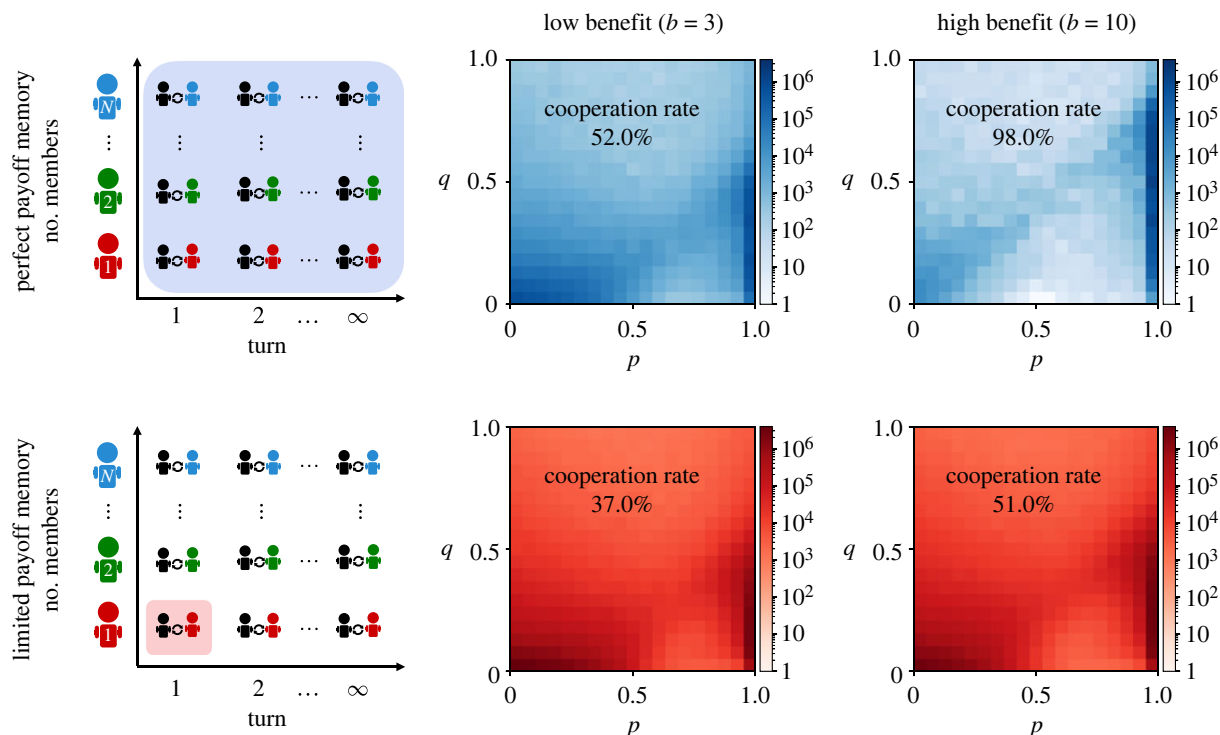 low benefit (b = 3)
high benefit (b = 10)
perfect payoff memory
no. members
N
⋮
2
1
⋮ ⋮ ⋮
...
...
...
1 2 ... ∞
turn
cooperation rate
52.0%
q
1.0
0.5
0
0 0.5 1.0
p
10^6
10^5
10^4
10^3
10^2
10
1
cooperation rate
98.0%
q
1.0
0.5
0
0 0.5 1.0
p
10^6
10^5
10^4
10^3
10^2
10
1
limited payoff memory
no. members
N
⋮
2
1
⋮ ⋮ ⋮
...
...
...
1 2 ... ∞
turn
cooperation rate
37.0%
q
1.0
0.5
0
0 0.5 1.0
p
10^6
10^5
10^4
10^3
10^2
10
1
cooperation rate
51.0%
q
1.0
0.5
0
0 0.5 1.0
p
10^6
10^5
10^4
10^3
10^2
10
1